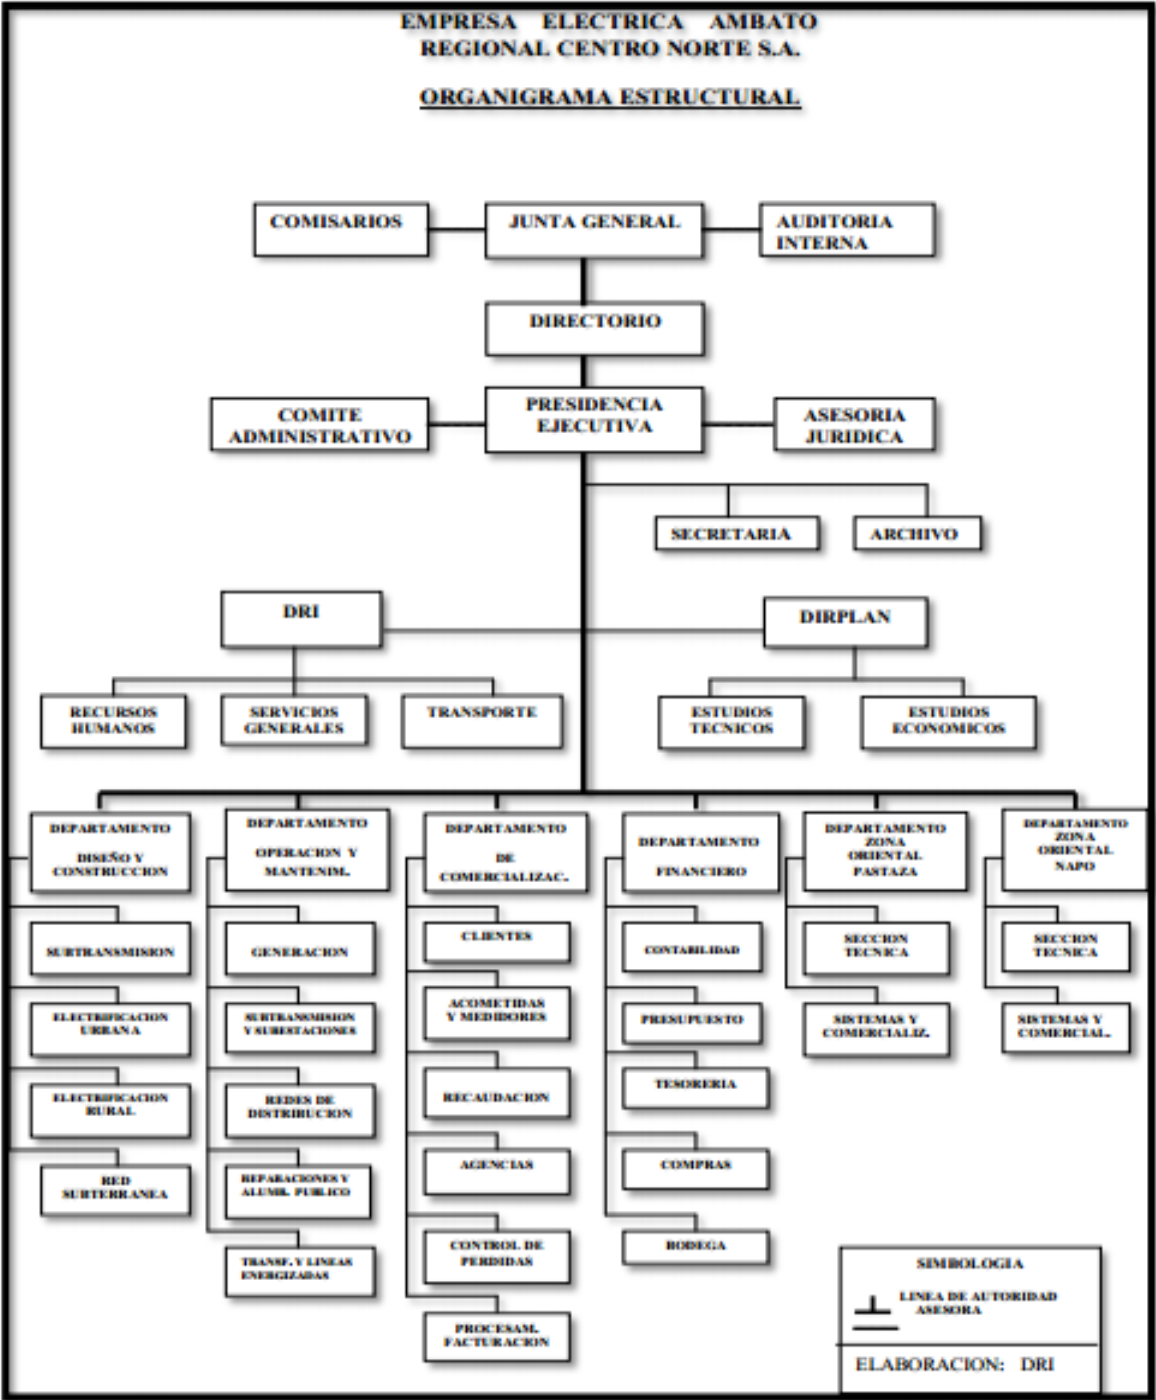 EMPRESA ELECTRICA AMBATO
REGIONAL CENTRO NORTE S.A.
ORGANIGRAMA ESTRUCTURAL
COMISARIOS
JUNTA GENERAL
AUDITORIA
INTERNA
DIRECTORIO
COMITE
ADMINISTRATIVO
PRESIDENCIA
EJECUTIVA
ASESORIA
JURIDICA
SECRETARIA
ARCHIVO
DRI
DIRPLAN
RECURSOS
HUMANOS
SERVICIOS
GENERALES
TRANSPORTE
ESTUDIOS
TECNICOS
ESTUDIOS
ECONOMICOS
DEPARTAMENTO
DISEÑO Y
CONSTRUCCION
SUBTRANSMISION
ELECTRIFICACION
URBANA
ELECTRIFICACION
RURAL
RED
SUBTERRANEA
DEPARTAMENTO
OPERACION Y
MANTENIM.
GENERACION
SUBTRANSMISION
Y SUBESTACIONES
REDES DE
DISTRIBUCION
REPARACIONES Y
ALUMB. PUBLICO
TRANSF. Y LINEAS
ENERGIZADAS
DEPARTAMENTO
DE
COMERCIALIZAC.
CLIENTES
ACOMETIDAS
Y MEDIDORES
RECAUDACION
AGENCIAS
CONTROL DE
PERDIDAS
PROCESAM.
FACTURACION
DEPARTAMENTO
FINANCIERO
CONTABILIDAD
PRESUPUESTO
TESORERIA
COMPRAS
BODEGA
DEPARTAMENTO
ZONA
ORIENTAL
PASTAZA
SECCION
TECNICA
SISTEMAS Y
COMERCIALIZ.
DEPARTAMENTO
ZONA
ORIENTAL
NAPO
SECCION
TECNICA
SISTEMAS Y
COMERCIAL.
SIMBOLOGIA
LINEA DE AUTORIDAD
ASESORA
ELABORACION: DRI